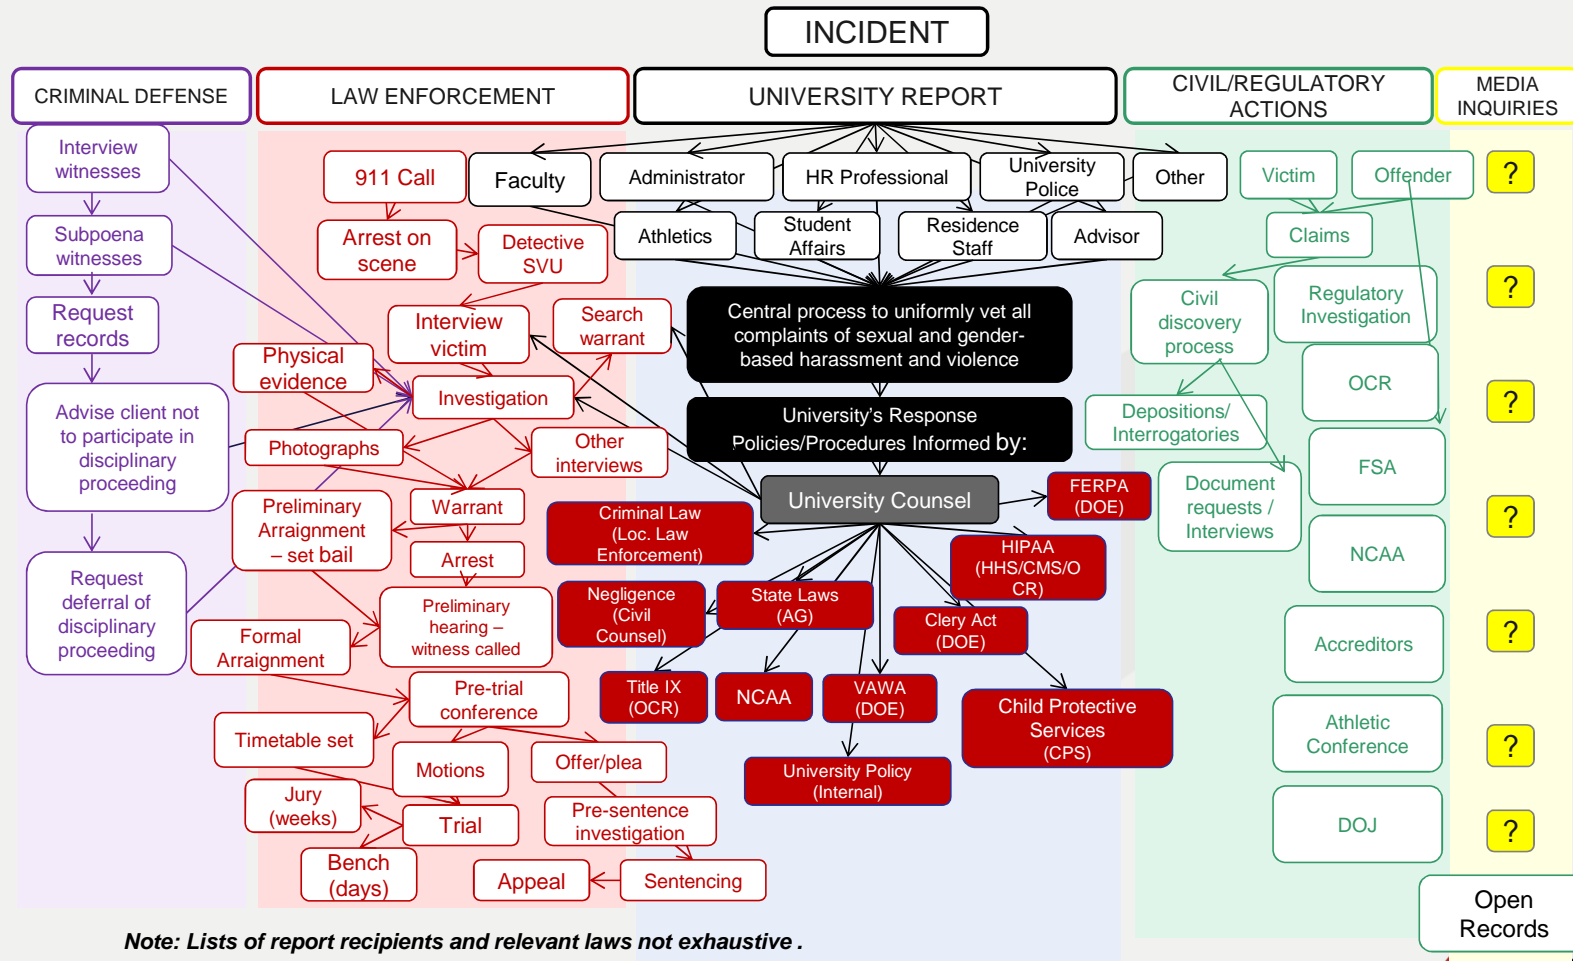 INCIDENT
CRIMINAL DEFENSE
LAW ENFORCEMENT
UNIVERSITY REPORT
CIVIL/REGULATORY
ACTIONS
MEDIA
INQUIRIES
Interview
witnesses
Subpoena
witnesses
Request
records
Advise client not
to participate in
disciplinary
proceeding
Request
deferral of
disciplinary
proceeding
911 Call
Arrest on
scene
Detective
SVU
Interview
victim
Search
warrant
Physical
evidence
Investigation
Photographs
Other
interviews
Warrant
Preliminary
Arraignment
– set bail
Arrest
Preliminary
hearing –
witness called
Formal
Arraignment
Pre-trial
conference
Timetable set
Motions
Offer/plea
Jury
(weeks)
Trial
Pre-sentence
investigation
Bench
(days)
Appeal
Sentencing
Faculty
Administrator
HR Professional
University
Police
Other
Athletics
Student
Affairs
Residence
Staff
Advisor
Central process to uniformly vet all
complaints of sexual and gender-
based harassment and violence
University's Response
Policies/Procedures Informed by:
University Counsel
FERPA
(DOE)
Criminal Law
(Loc. Law
Enforcement)
HIPAA
(HHS/CMS/O
CR)
Negligence
(Civil
Counsel)
State Laws
(AG)
Clery Act
(DOE)
Title IX
(OCR)
NCAA
VAWA
(DOE)
Child Protective
Services
(CPS)
University Policy
(Internal)
Victim
Offender
Claims
Civil
discovery
process
Regulatory
Investigation
OCR
Depositions/
Interrogatories
FSA
Document
requests /
Interviews
NCAA
Accreditors
Athletic
Conference
DOJ
?
?
?
?
?
?
?
Open
Records
Note: Lists of report recipients and relevant laws not exhaustive .